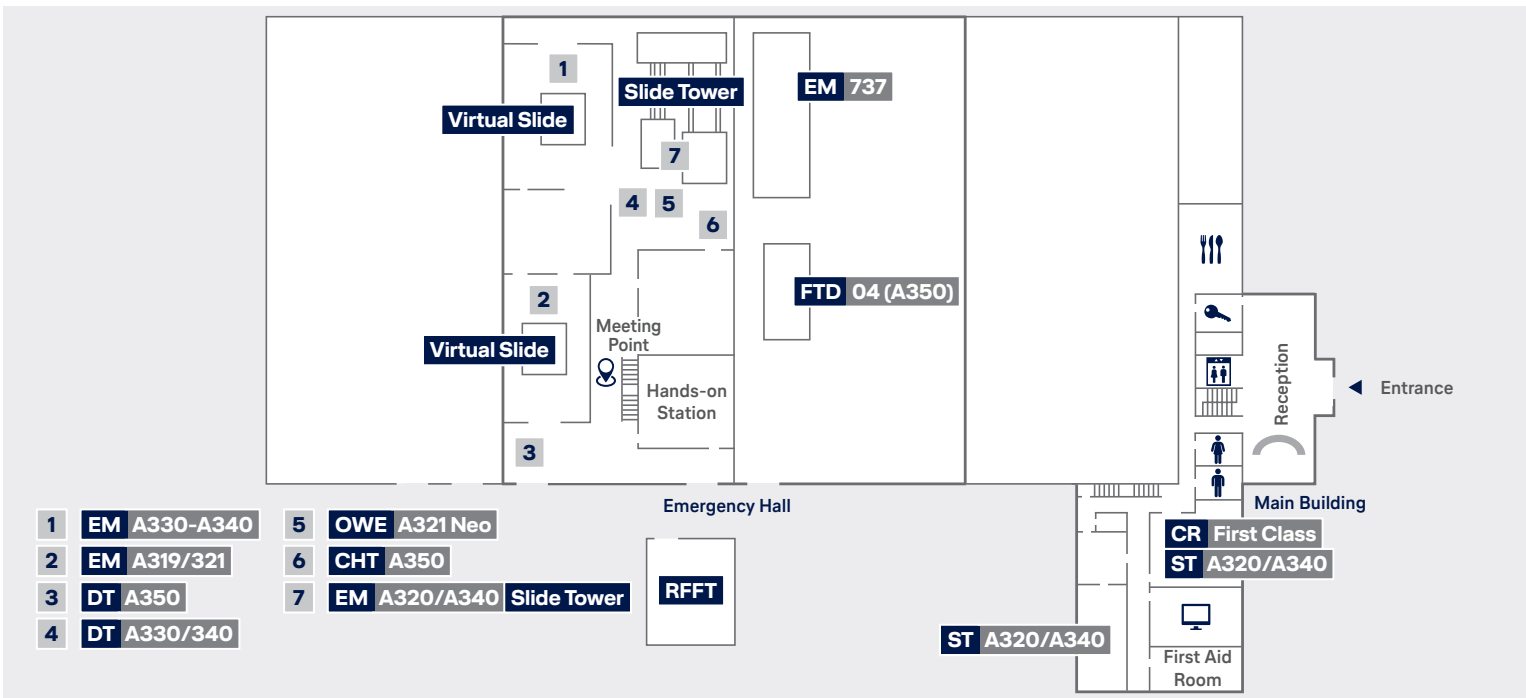 1
Virtual Slide
Slide Tower
7
EM 737
4
5
6
2
Virtual Slide
Meeting
Point
FTD 04 (A350)
Hands-on
Station
3
Reception
Entrance
Emergency Hall
Main Building
1 EM A330-A340
2 EM A319/321
3 DT A350
4 DT A330/340
5 OWE A321 Neo
6 CHT A350
7 EM A320/A340 Slide Tower
RFFT
CR First Class
ST A320/A340
ST A320/A340
First Aid
Room